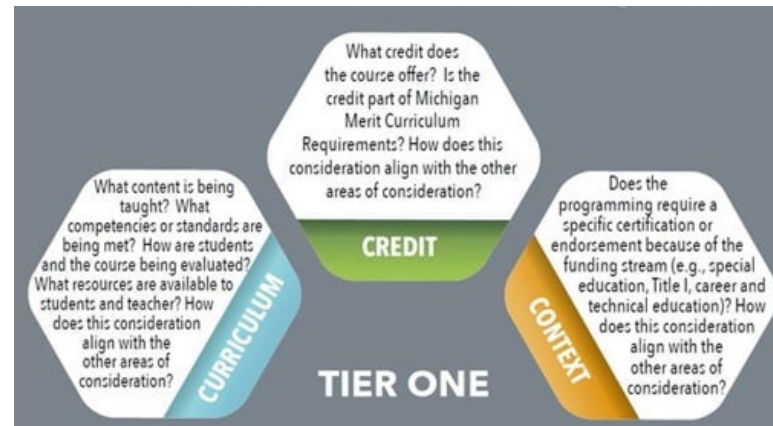 What credit does
the course offer? Is the
credit part of Michigan
Merit Curriculum
Requirements? How does this
consideration align with the other
areas of consideration?
CREDIT
What content is being
taught? What
competencies or standards are
being met? How are students
and the course being evaluated?
What resources are available to
students and teacher? How
does this consideration
align with the
other areas of
consideration?
CURRICULUM
Does the
programming require a
specific certification or
endorsement because of the
funding stream (e.g., special
education, Title I, career and
technical education)? How
does this consideration
align with the
other areas of
consideration?
CONTEXT
TIER ONE